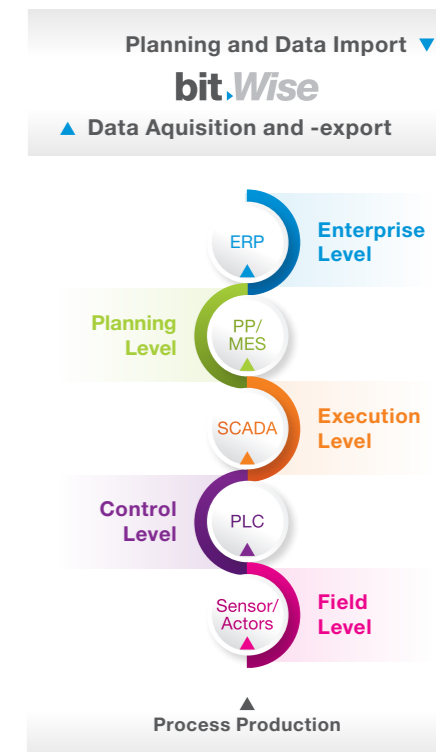 Planning and Data Import
bit.Wise
Data Aquisition and -export
ERP
Enterprise
Level
Planning
Level
PP/
MES
SCADA
Execution
Level
Control
Level
PLC
Sensor/
Actors
Field
Level
Process Production